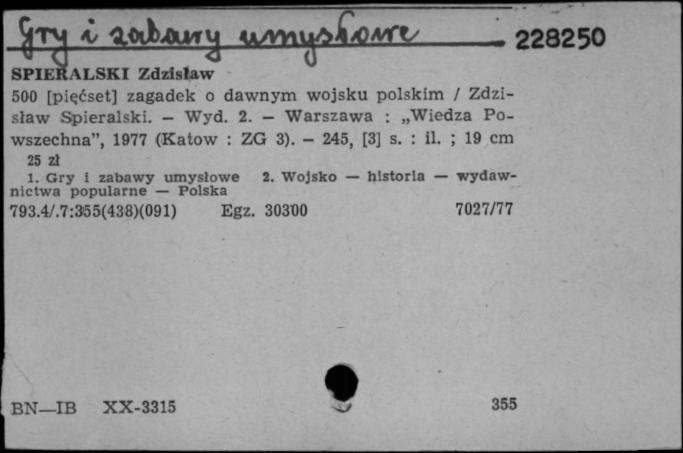 Gry i zabawy umysłowe 228250
SPIERALSKI Zdzisław
500 [pięćset] zagadek o dawnym wojsku polskim / Zdzi-
sław Spieralski. — Wyd. 2. — Warszawa : „Wiedza Po-
wszechna”, 1977 (Katow : ZG 3). — 245, [3] s. : il. ; 19 cm
25 zł
1. Gry i zabawy umysłowe 2. Wojsko — historia — wydaw-
nictwa popularne — Polska
793.4/.7:355(438)(091) Egz. 30300 7027/77
BN—IB XX-3315 355